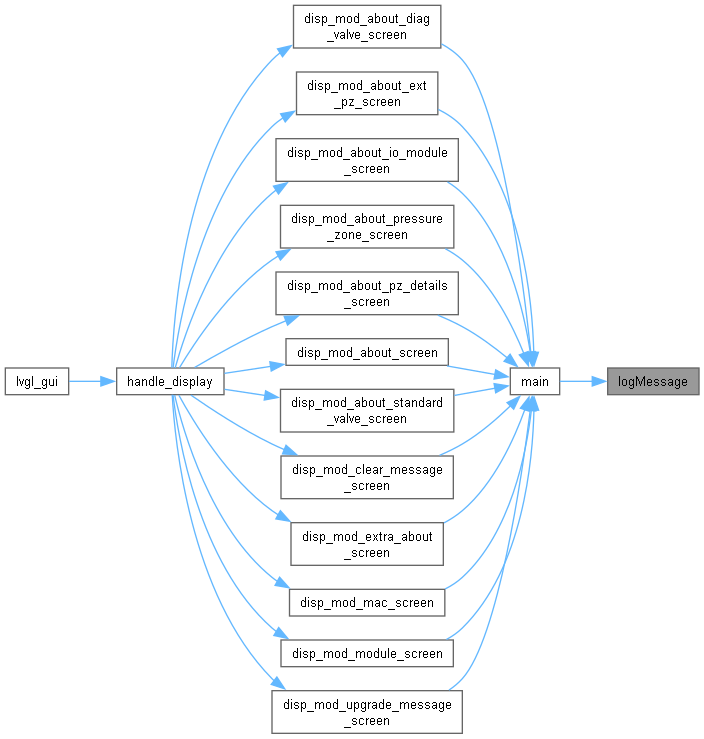 disp_mod_about_diag
_valve_screen
disp_mod_about_ext
_pz_screen
disp_mod_about_io_module
_screen
disp_mod_about_pressure
_zone_screen
disp_mod_about_pz_details
_screen
disp_mod_about_screen
lvgl_gui
handle_display
main
logMessage
disp_mod_about_standard
_valve_screen
disp_mod_clear_message
_screen
disp_mod_extra_about
_screen
disp_mod_mac_screen
disp_mod_module_screen
disp_mod_upgrade_message
_screen